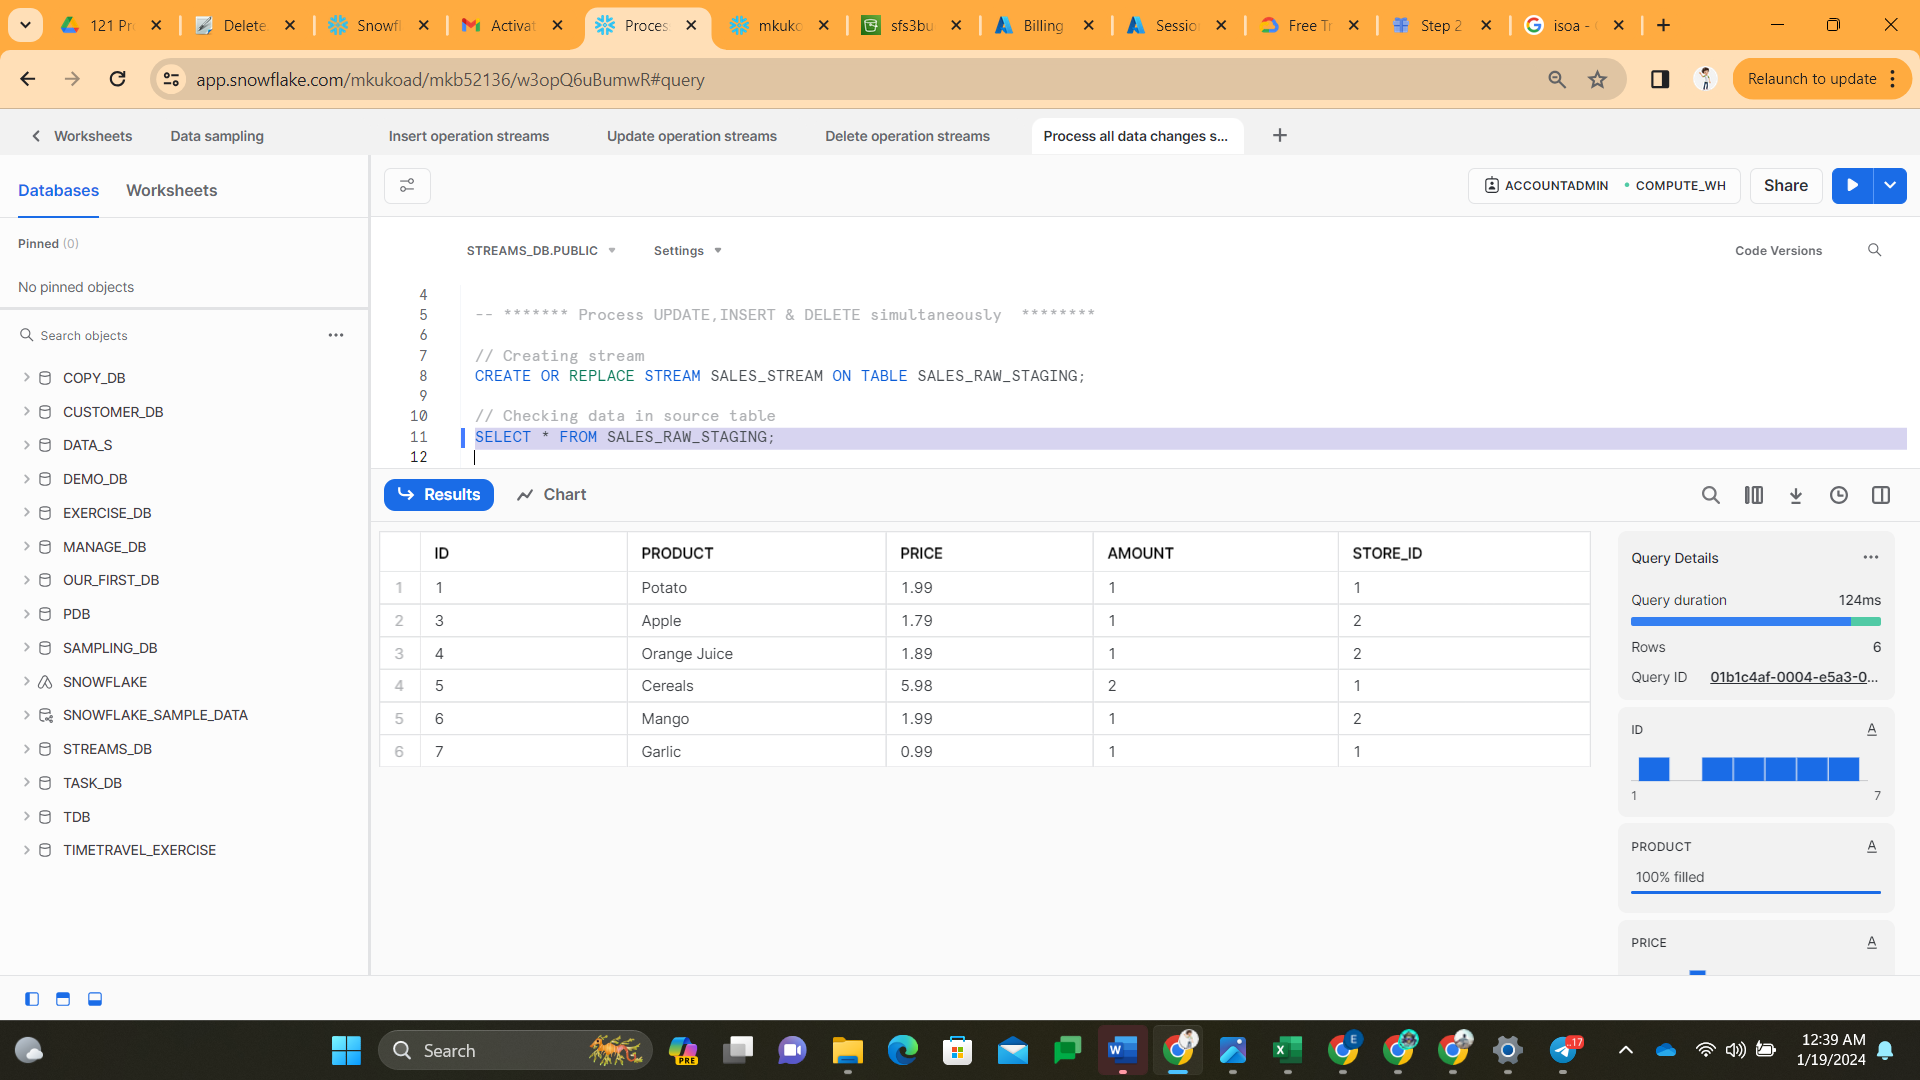 121 Pr
Delete
Snowfl
Activat
Proces
mkuko
sfs3bu
Billing
Sessio
Free Tr
Step 2
isoa -
app.snowflake.com/mkukoad/mkb52136/w3opQ6uBumwR#query
Relaunch to update
Worksheets
Data sampling
Insert operation streams
Update operation streams
Delete operation streams
Process all data changes s...
Databases
Worksheets
ACCOUNTADMIN
COMPUTE_WH
Share
Pinned (0)
No pinned objects
Search objects
COPY_DB
CUSTOMER_DB
DATA_S
DEMO_DB
EXERCISE_DB
MANAGE_DB
OUR_FIRST_DB
PDB
SAMPLING_DB
SNOWFLAKE
SNOWFLAKE_SAMPLE_DATA
STREAMS_DB
TASK_DB
TDB
TIMETRAVEL_EXERCISE
STREAMS_DB.PUBLIC
Settings
Code Versions
4
5 -- ******* Process UPDATE,INSERT & DELETE simultaneously ********
6
7 // Creating stream
8 CREATE OR REPLACE STREAM SALES_STREAM ON TABLE SALES_RAW_STAGING;
9
10 // Checking data in source table
11 SELECT * FROM SALES_RAW_STAGING;
12
Results
Chart
ID PRODUCT PRICE AMOUNT STORE_ID
1 1 Potato 1.99 1 1
2 3 Apple 1.79 1 2
3 4 Orange Juice 1.89 1 2
4 5 Cereals 5.98 2 1
5 6 Mango 1.99 1 2
6 7 Garlic 0.99 1 1
Query Details
Query duration 124ms
Rows 6
Query ID 01b1c4af-0004-e5a3-0...
ID A
1 7
PRODUCT A
100% filled
PRICE A
Search
PRE
W
X
E
17
12:39 AM
1/19/2024